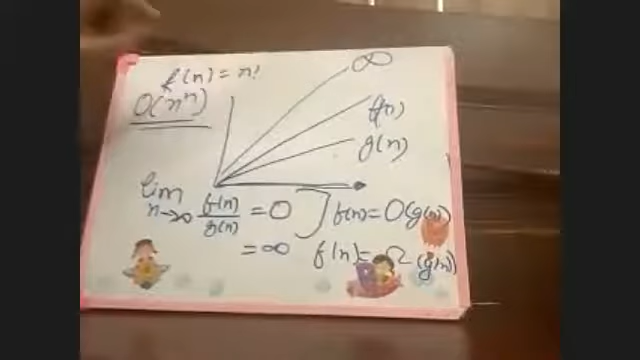 f(n) = n!
O(n^n)
∞
f(n)
g(n)
lim n→∞ f(n)/g(n) = 0 ] f(n) = O(g(n))
= ∞ f(n) = Ω(g(n))